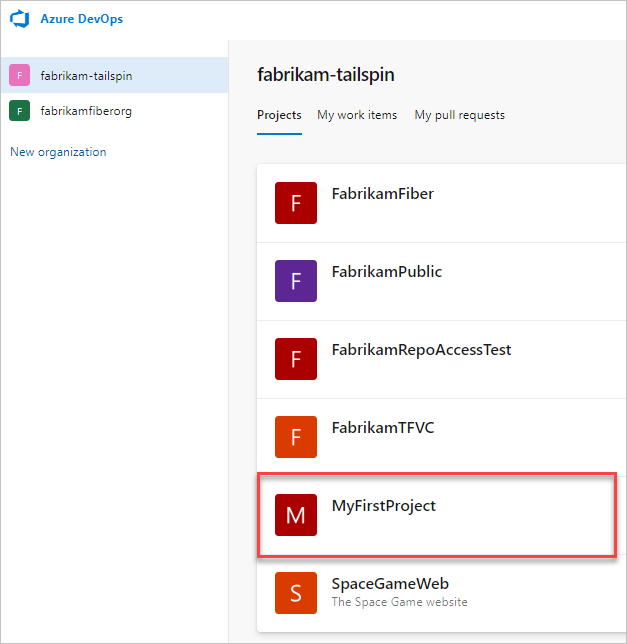 Azure DevOps
F fabrikam-tailspin
F fabrikamfiberorg
New organization
fabrikam-tailspin
Projects My work items My pull requests
F FabrikamFiber
F FabrikamPublic
F FabrikamRepoAccessTest
F FabrikamTFVC
M MyFirstProject
S SpaceGameWeb
The Space Game website